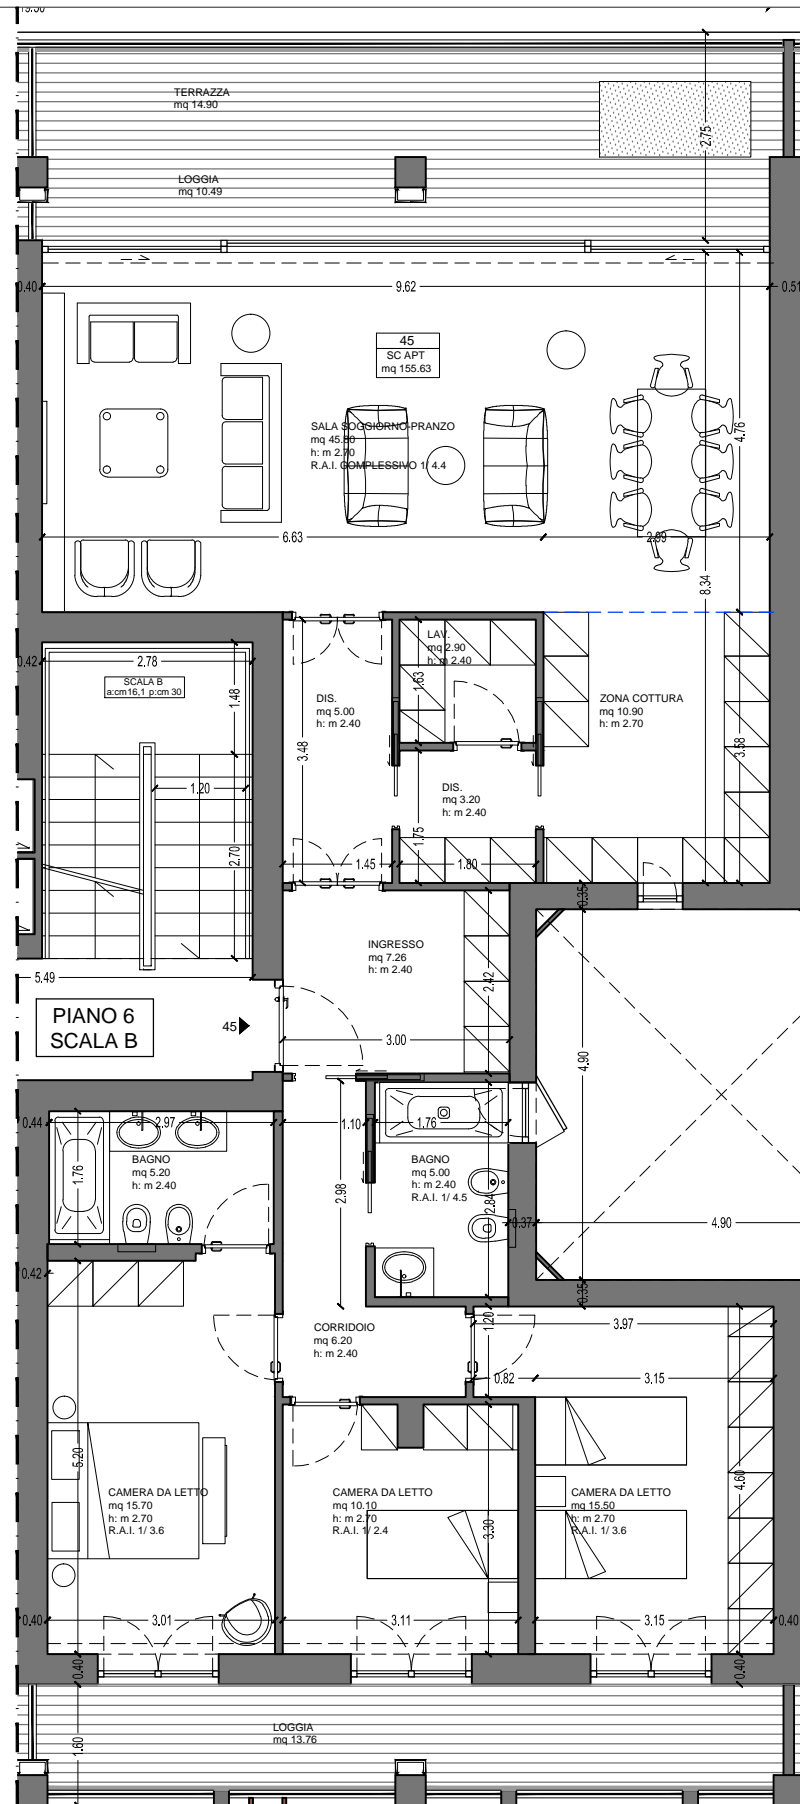 TERRAZZA
mq 14.90
2.75
LOGGIA
mq 10.49
0.40
9.62
0.51
45
SC APT
mq 155.63
SALA SOGGIORNO-PRANZO
mq 45.80
h: m 2.70
R.A.I. COMPLESSIVO 1/ 4.4
4.76
6.63
2.99
8.34
0.42
2.78
SCALA B
a:cm16,1 p:cm 30
1.48
LAV.
mq 2.90
h: m 2.40
1.63
DIS.
mq 5.00
h: m 2.40
ZONA COTTURA
mq 10.90
h: m 2.70
3.48
3.58
1.20
DIS.
mq 3.20
h: m 2.40
2.70
1.75
1.45
1.80
0.35
INGRESSO
mq 7.26
h: m 2.40
5.49
2.42
PIANO 6
SCALA B
45
3.00
4.90
0.44
2.97
1.10
1.76
BAGNO
mq 5.20
h: m 2.40
1.76
BAGNO
mq 5.00
h: m 2.40
R.A.I. 1/ 4.5
2.98
2.84
0.37
4.90
0.42
0.35
CORRIDOIO
mq 6.20
h: m 2.40
1.20
3.97
0.82
3.15
5.20
CAMERA DA LETTO
mq 15.70
h: m 2.70
R.A.I. 1/ 3.6
CAMERA DA LETTO
mq 10.10
h: m 2.70
R.A.I. 1/ 2.4
3.30
CAMERA DA LETTO
mq 15.50
h: m 2.70
R.A.I. 1/ 3.6
4.60
0.40
3.01
3.11
3.15
0.40
0.40
0.40
LOGGIA
mq 13.76
1.60